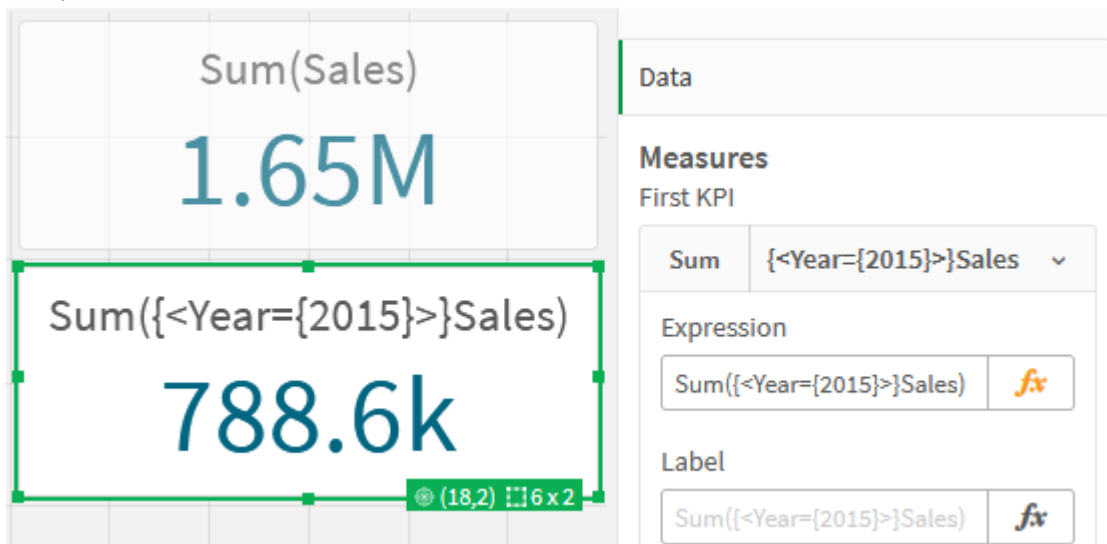 Sum(Sales)
1.65M
Sum({<Year={2015}>}Sales)
788.6k
(18,2) 6 x 2
Data
Measures
First KPI
Sum {<Year={2015}>}Sales
Expression
Sum({<Year={2015}>}Sales) fx
Label
Sum({<Year={2015}>}Sales) fx